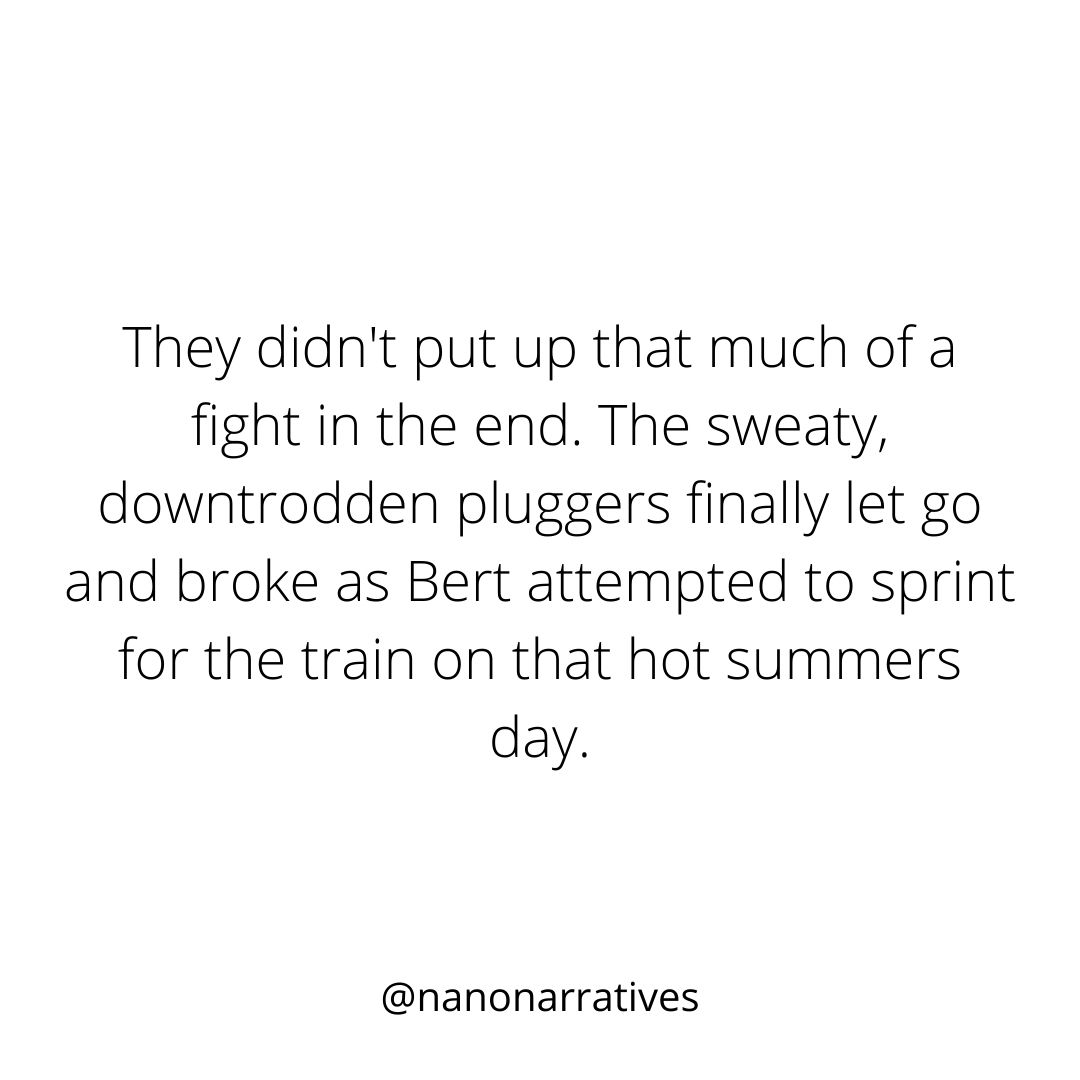 They didn't put up that much of a
fight in the end. The sweaty,
downtrodden pluggers finally let go
and broke as Bert attempted to sprint
for the train on that hot summers
day.
@nanonarratives